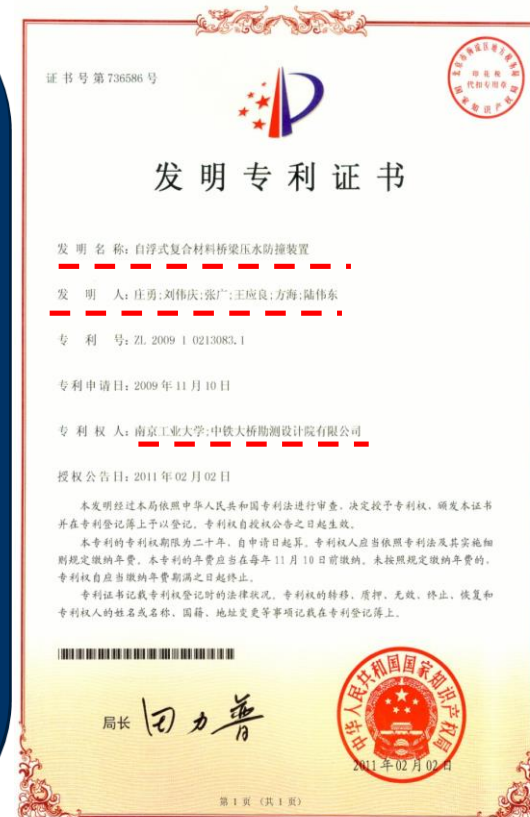 证书号第736586号
印花税
代扣专用章
国家知识产权局
发明专利证书
发 明 名 称：自浮式复合材料桥梁压水防撞装置
发 明 人：庄勇;刘伟庆;张广;王应良;方海;陆伟东
专 利 号：ZL 2009 1 0213083.1
专利申请日：2009年11月10日
专 利 权 人：南京工业大学;中铁大桥勘测设计院有限公司
授权公告日：2011年02月02日
本发明经过本局依照中华人民共和国专利法进行审查，决定授予专利权，颁发本证书
并在专利登记簿上予以登记。专利权自授权公告之日起生效。
本专利的专利权期限为二十年，自申请日起算。专利权人应当依照专利法及其实施细
则规定缴纳年费。本专利的年费应当在每年11月10日前缴纳。未按照规定缴纳年费的，
专利权自应当缴纳年费期满之日起终止。
专利证书记载专利权登记时的法律状况。专利权的转移、质押、无效、终止、恢复和
专利权人的姓名或名称、国籍、地址变更等事项记载在专利登记簿上。
局长 田力普
中华人民共和国国家知识产权局
2011年02月02日
第1页（共1页）